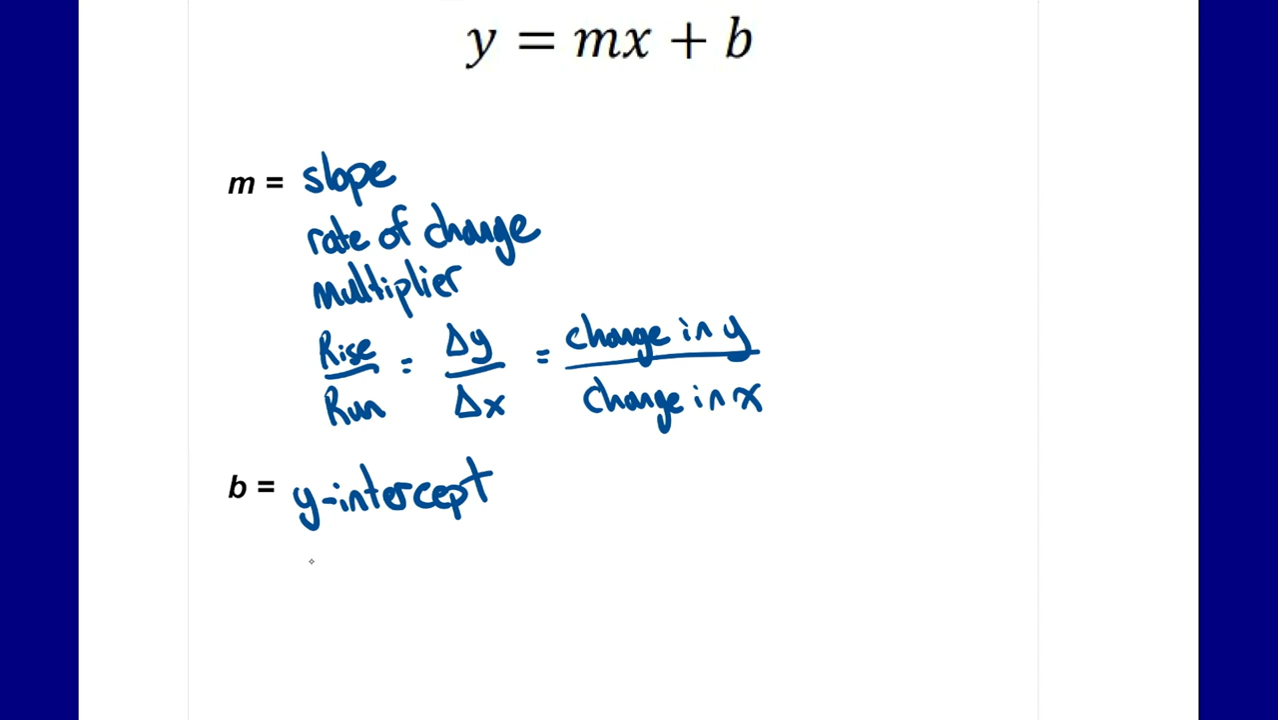 y = mx + b
m = slope
rate of change
multiplier
Rise/Run = Δy/Δx = change in y/change in x
b = y-intercept